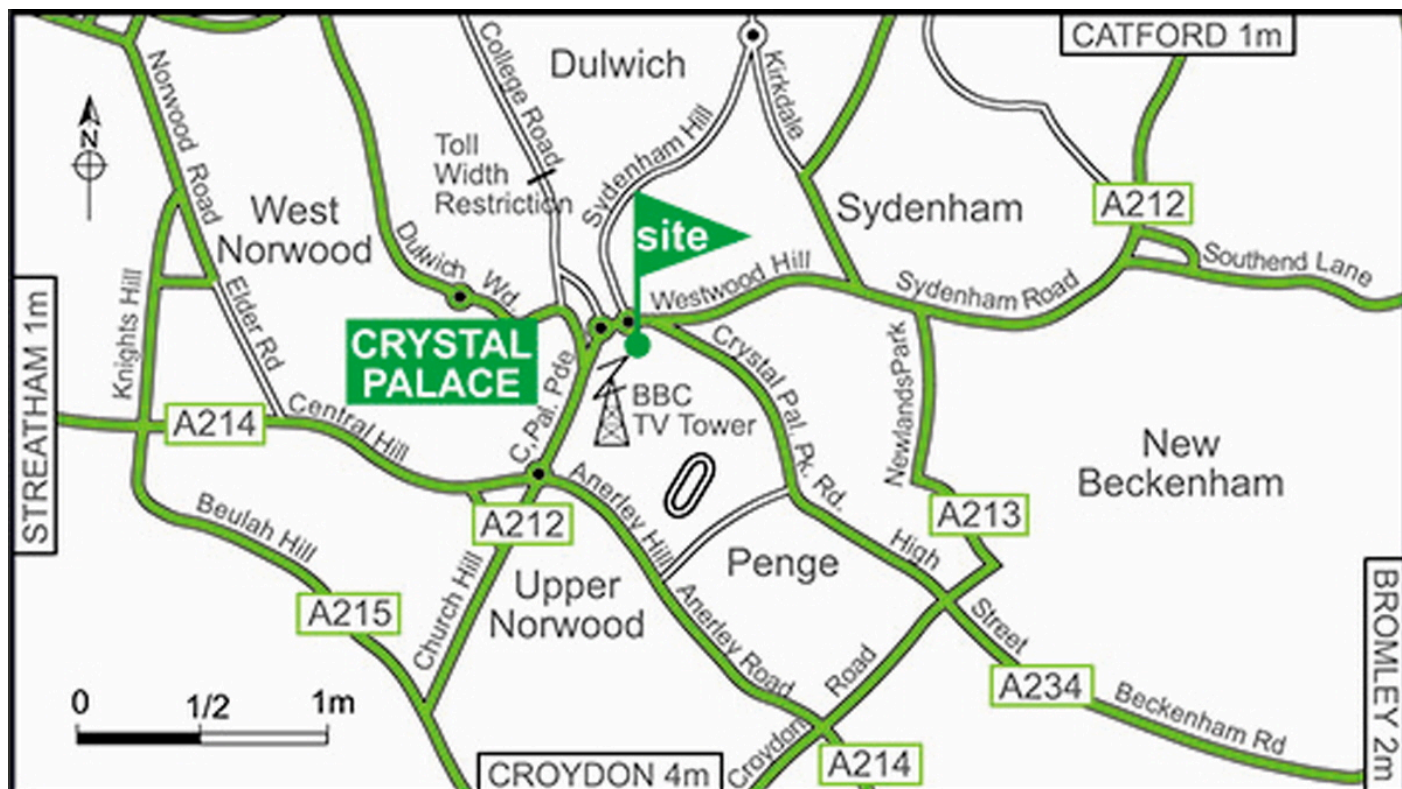 CATFORD 1m
Dulwich
College Road
Kirkdale
Norwood Road
N
Toll
Width
Restriction
Sydenham Hill
A212
West
Norwood
Sydenham
site
Dulwich Wd.
Westwood Hill
Sydenham Road
Southend Lane
STREATHAM 1m
Knights Hill
Elder Rd
CRYSTAL
PALACE
C. Pal. Pde
BBC
TV Tower
Crystal Pal. Pk. Rd.
NewlandsPark
A214
Central Hill
New
Beckenham
A212
Anerley Hill
A213
Beulah Hill
Penge
High Street
Upper
Norwood
A215
Church Hill
Anerley Road
Croydon Road
A234
Beckenham Rd
BROMLEY 2m
0 1/2 1m
CROYDON 4m
A214